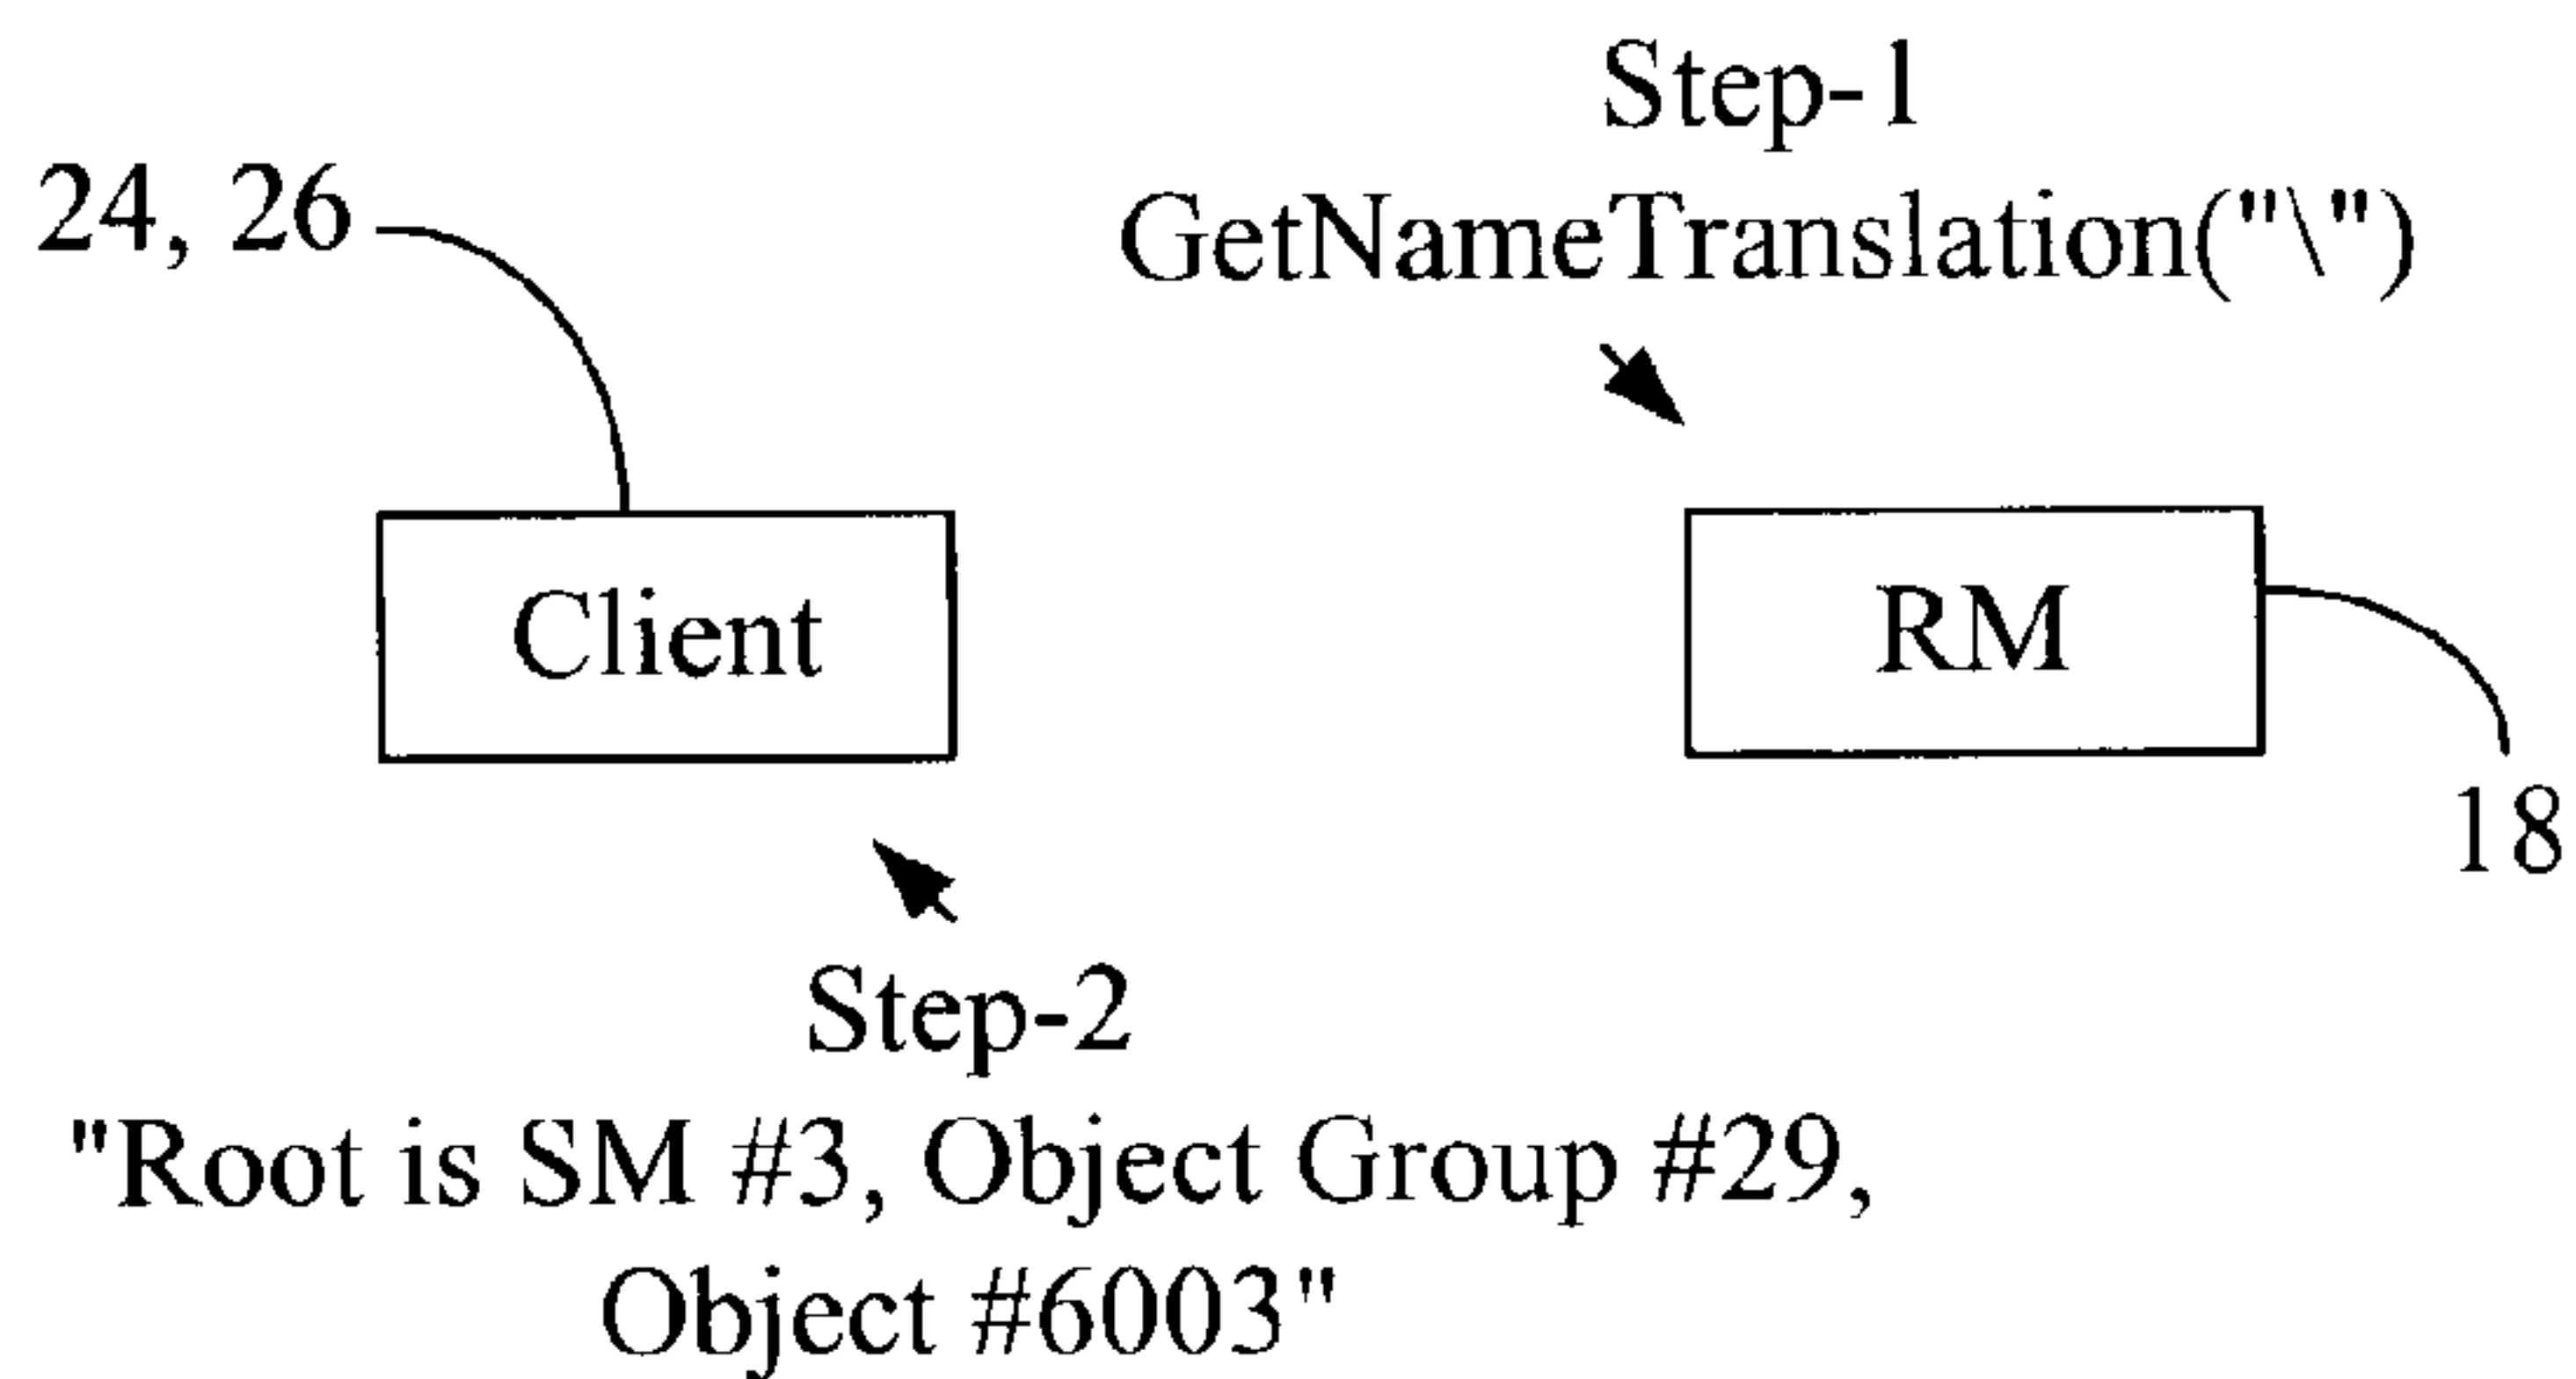 Step-1
24, 26
GetNameTranslation("\")
Client
RM
18
Step-2
"Root is SM #3, Object Group #29,
Object #6003"